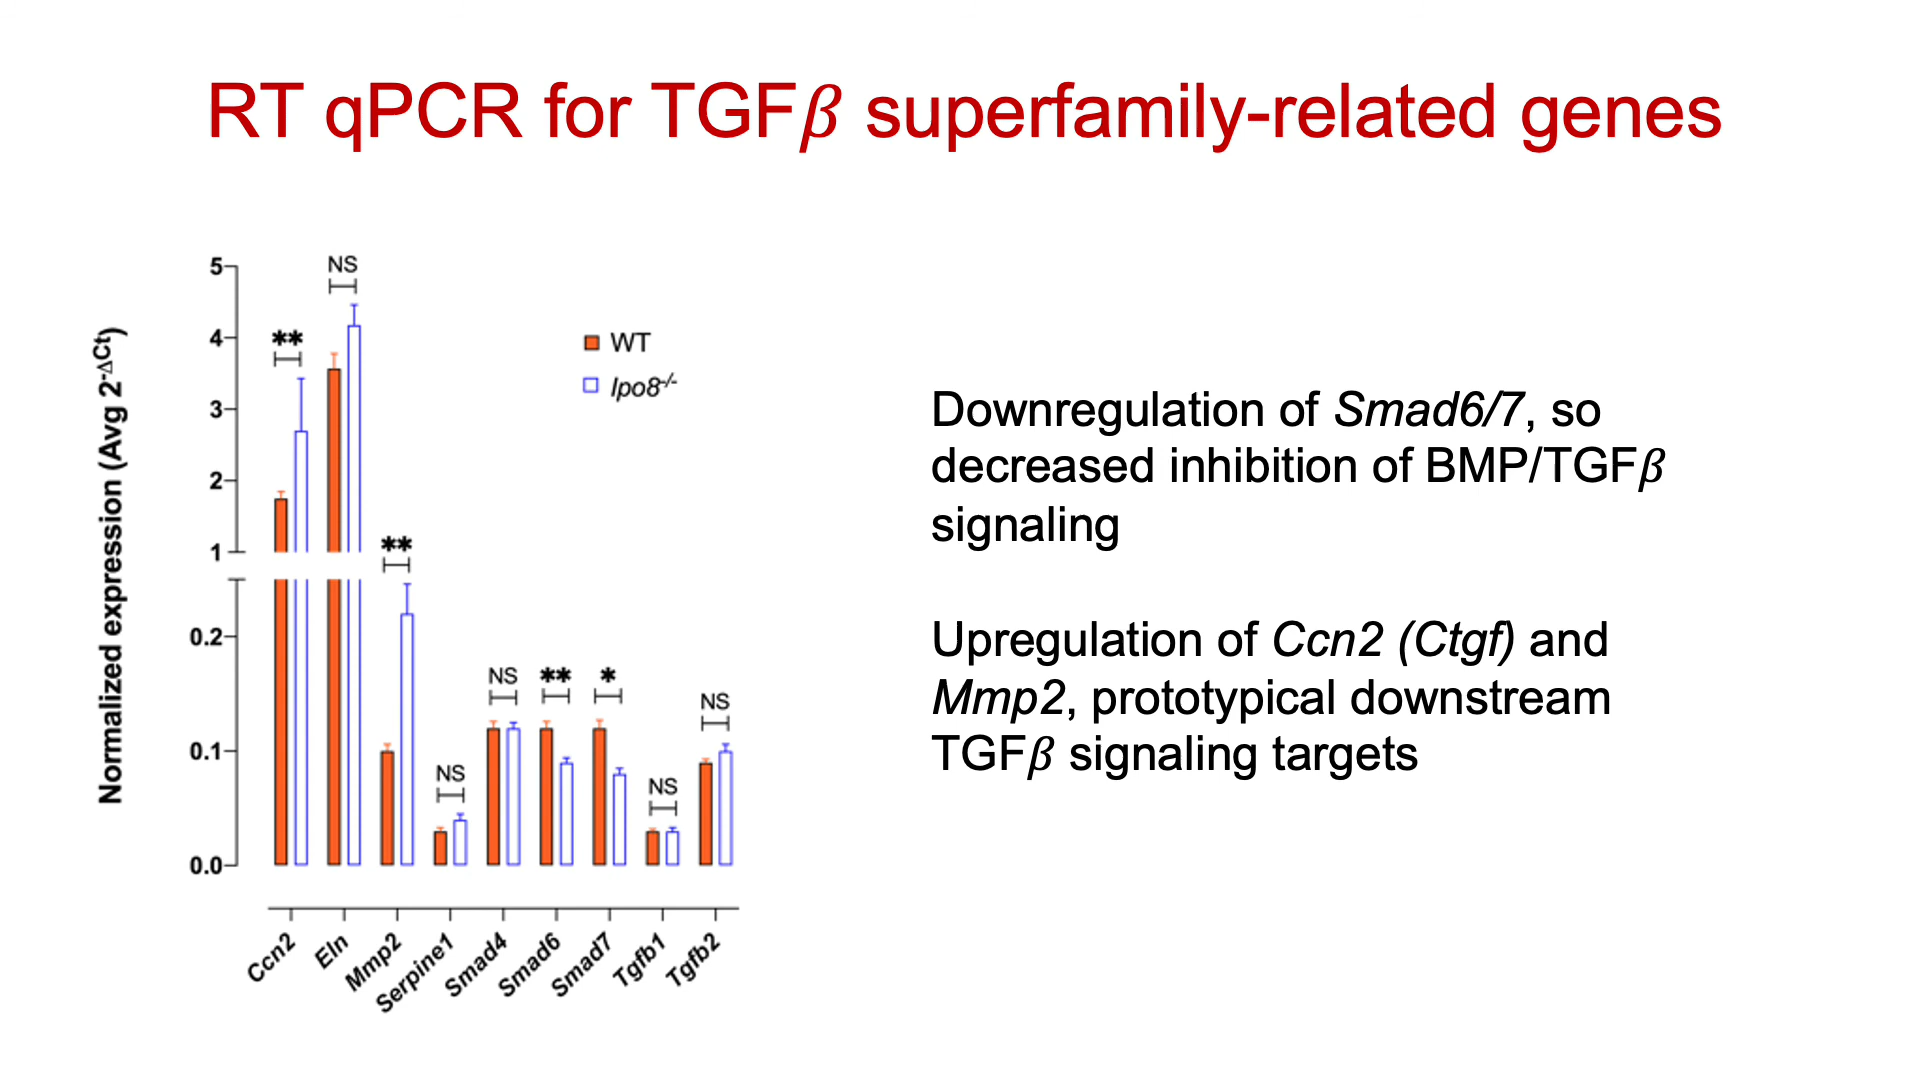 RT qPCR for TGFβ superfamily-related genes
Normalized expression (Avg 2-ΔCt)
5
4
3
2
1
0.2
0.1
0.0
**
NS
**
NS
NS
**
*
NS
NS
WT
Ipo8-/-
Ccn2
Eln
Mmp2
Serpine1
Smad4
Smad6
Smad7
Tgfb1
Tgfb2
Downregulation of Smad6/7, so
decreased inhibition of BMP/TGFβ
signaling
Upregulation of Ccn2 (Ctgf) and
Mmp2, prototypical downstream
TGFβ signaling targets